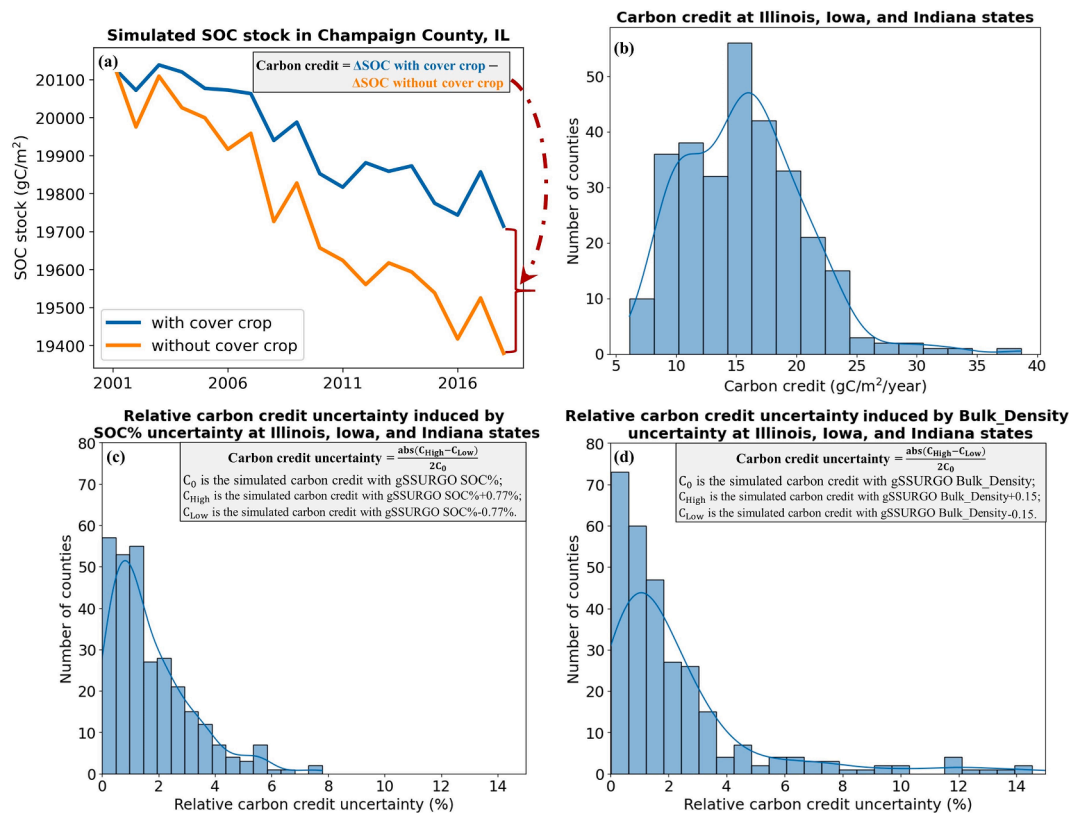 Simulated SOC stock in Champaign County, IL
(a)
Carbon credit = ΔSOC with cover crop −
ΔSOC without cover crop
SOC stock (gC/m²)
20100
20000
19900
19800
19700
19600
19500
19400
with cover crop
without cover crop
2001
2006
2011
2016
Carbon credit at Illinois, Iowa, and Indiana states
(b)
Number of counties
50
40
30
20
10
0
5
10
15
20
25
30
35
40
Carbon credit (gC/m²/year)
Relative carbon credit uncertainty induced by
SOC% uncertainty at Illinois, Iowa, and Indiana states
(c)
Carbon credit uncertainty = abs(C_High−C_Low)/2C_0
C_0 is the simulated carbon credit with gSSURGO SOC%;
C_High is the simulated carbon credit with gSSURGO SOC%+0.77%;
C_Low is the simulated carbon credit with gSSURGO SOC%-0.77%.
Number of counties
80
70
60
50
40
30
20
10
0
0
2
4
6
8
10
12
14
Relative carbon credit uncertainty (%)
Relative carbon credit uncertainty induced by Bulk_Density
uncertainty at Illinois, Iowa, and Indiana states
(d)
Carbon credit uncertainty = abs(C_High−C_Low)/2C_0
C_0 is the simulated carbon credit with gSSURGO Bulk_Density;
C_High is the simulated carbon credit with gSSURGO Bulk_Density+0.15;
C_Low is the simulated carbon credit with gSSURGO Bulk_Density-0.15.
Number of counties
80
70
60
50
40
30
20
10
0
0
2
4
6
8
10
12
14
Relative carbon credit uncertainty (%)